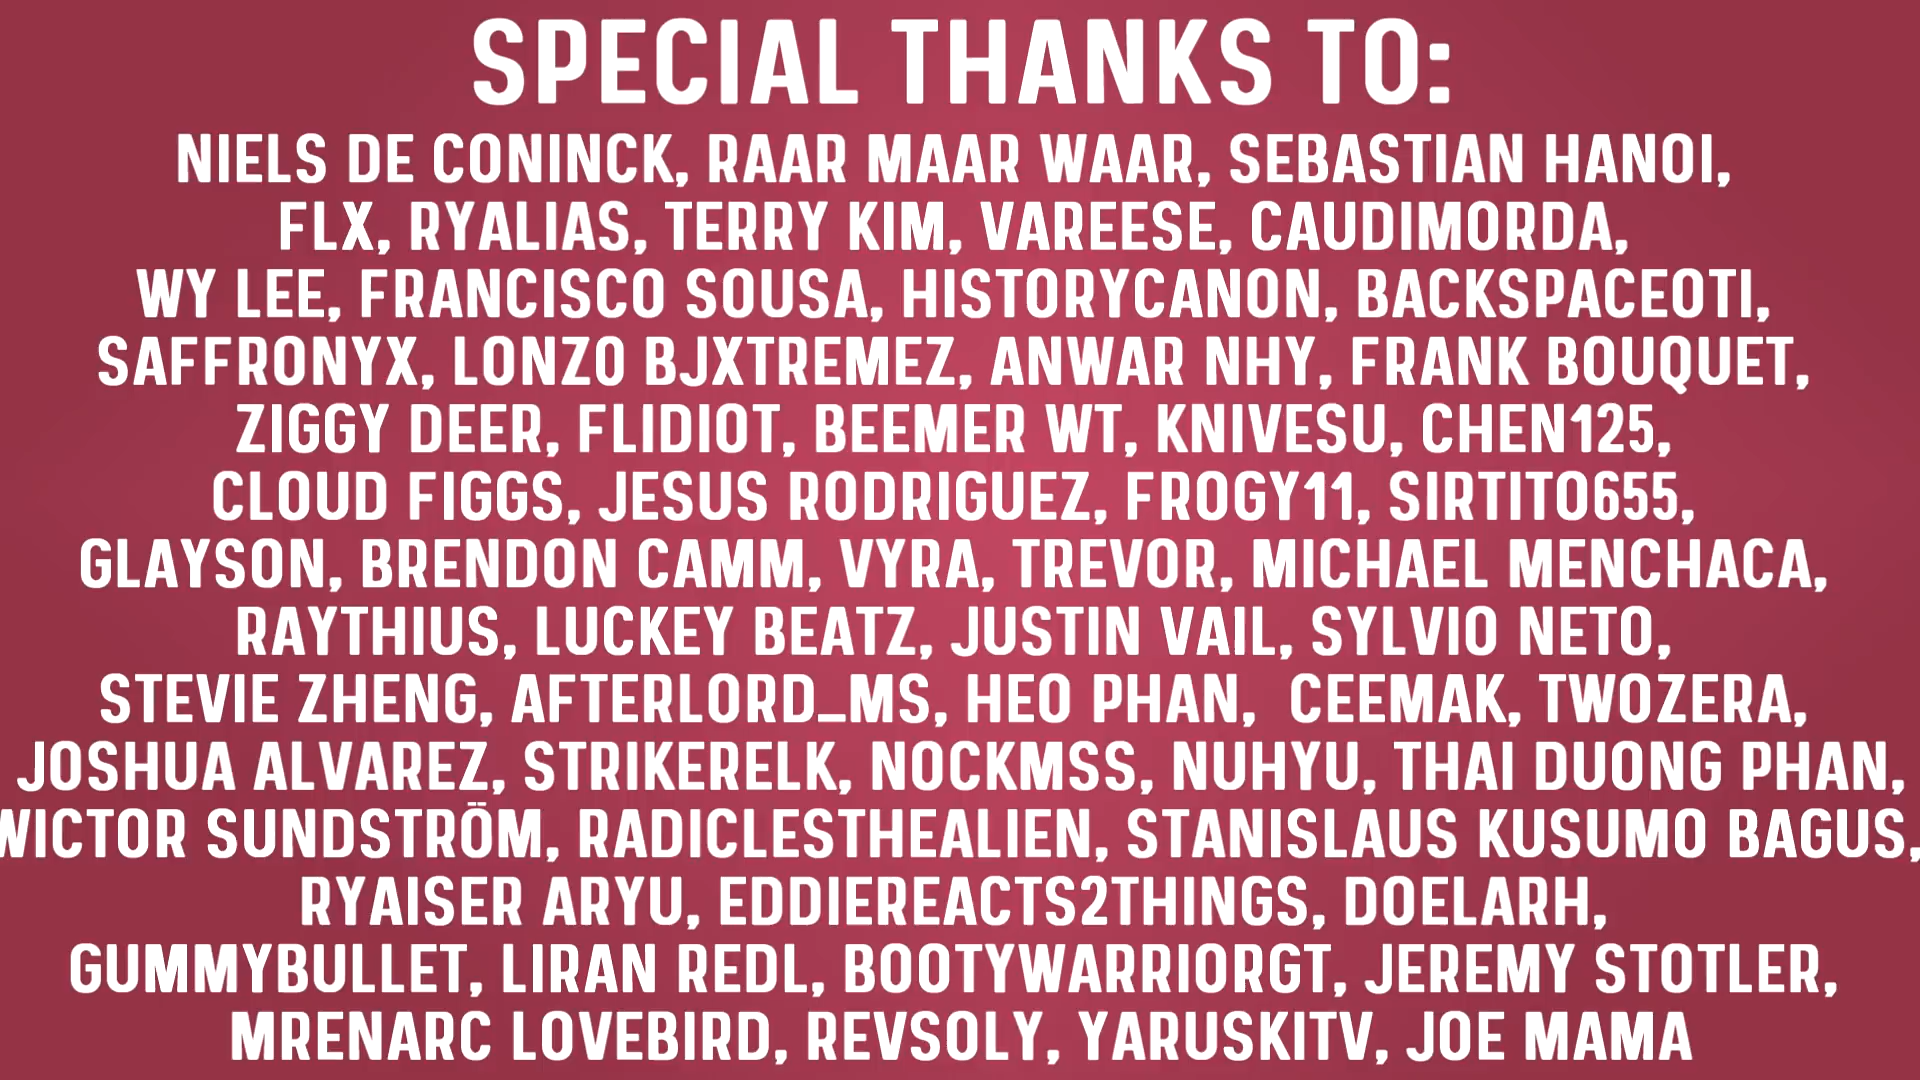 SPECIAL THANKS TO:
NIELS DE CONINCK, RAAR MAAR WAAR, SEBASTIAN HANOI,
FLX, RYALIAS, TERRY KIM, VAREESE, CAUDIMORDA,
WY LEE, FRANCISCO SOUSA, HISTORYCANON, BACKSPACEOTI,
SAFFRONYX, LONZO BJXTREMEZ, ANWAR NHY, FRANK BOUQUET,
ZIGGY DEER, FLIDIOT, BEEMER WT, KNIVESU, CHEN125,
CLOUD FIGGS, JESUS RODRIGUEZ, FROGY11, SIRTITO655,
GLAYSON, BRENDON CAMM, VYRA, TREVOR, MICHAEL MENCHACA,
RAYTHIUS, LUCKEY BEATZ, JUSTIN VAIL, SYLVIO NETO,
STEVIE ZHENG, AFTERLORD_MS, HEO PHAN, CEEMAK, TWOZERA,
JOSHUA ALVAREZ, STRIKERELK, NOCKMSS, NUHYU, THAI DUONG PHAN,
WICTOR SUNDSTRÖM, RADICLESTHEALIEN, STANISLAUS KUSUMO BAGUS,
RYAISER ARYU, EDDIEREACTS2THINGS, DOELARH,
GUMMYBULLET, LIRAN REDL, BOOTYWARRIORGT, JEREMY STOTLER,
MRENARC LOVEBIRD, REVSOLY, YARUSKITV, JOE MAMA